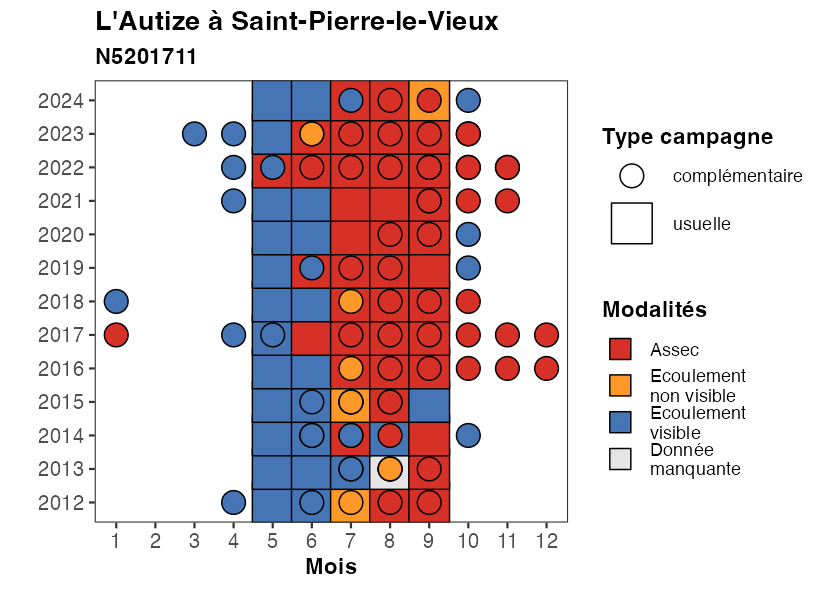 L'Autize à Saint-Pierre-le-Vieux
N5201711
2024
2023
2022
2021
2020
2019
2018
2017
2016
2015
2014
2013
2012
1 2 3 4 5 6 7 8 9 10 11 12
Mois
Type campagne
complémentaire
usuelle
Modalités
Assec
Ecoulement
non visible
Ecoulement
visible
Donnée
manquante